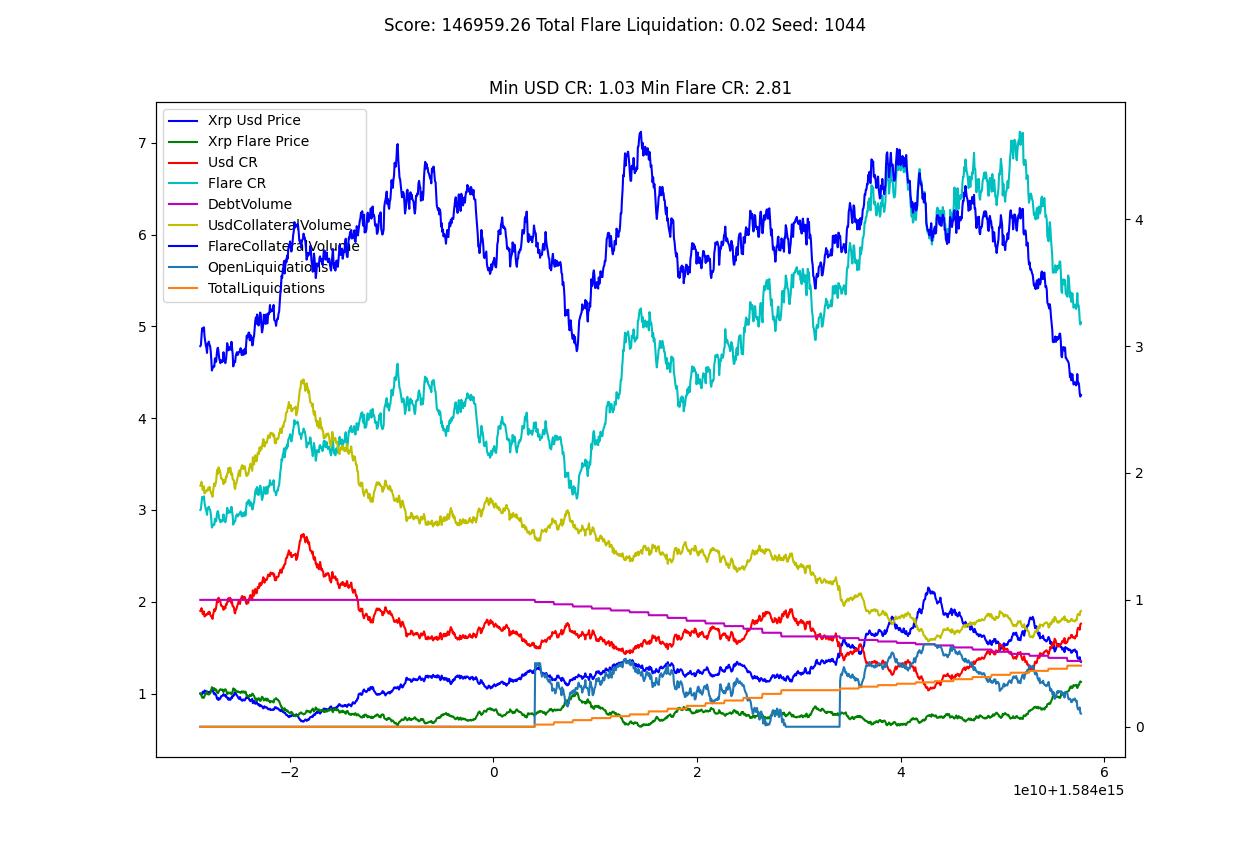 Score: 146959.26 Total Flare Liquidation: 0.02 Seed: 1044
Min USD CR: 1.03 Min Flare CR: 2.81
Xrp Usd Price
Xrp Flare Price
Usd CR
Flare CR
DebtVolume
UsdCollateralVolume
FlareCollateralVolume
OpenLiquidations
TotalLiquidations
7
6
5
4
3
2
1
4
3
2
1
0
−2
0
2
4
6
1e10+1.584e15